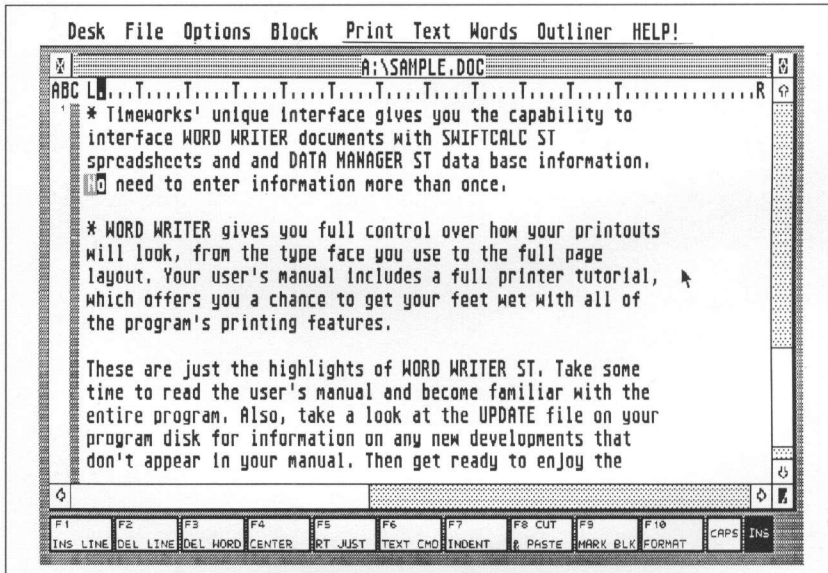 Desk File Options Block Print Text Words Outliner HELP!
A:\SAMPLE.DOC
ABC L....T....T....T....T....T....T....T....T....T....T....T..............R
1
* Timeworks' unique interface gives you the capability to
interface WORD WRITER documents with SWIFTCALC ST
spreadsheets and and DATA MANAGER ST data base information.
No need to enter information more than once.
* WORD WRITER gives you full control over how your printouts
will look, from the type face you use to the full page
layout. Your user's manual includes a full printer tutorial,
which offers you a chance to get your feet wet with all of
the program's printing features.
These are just the highlights of WORD WRITER ST. Take some
time to read the user's manual and become familiar with the
entire program. Also, take a look at the UPDATE file on your
program disk for information on any new developments that
don't appear in your manual. Then get ready to enjoy the
F1 F2 F3 F4 F5 F6 F7 F8 CUT F9 F10 CAPS INS
INS LINE DEL LINE DEL WORD CENTER RT JUST TEXT CMD INDENT & PASTE MARK BLK FORMAT